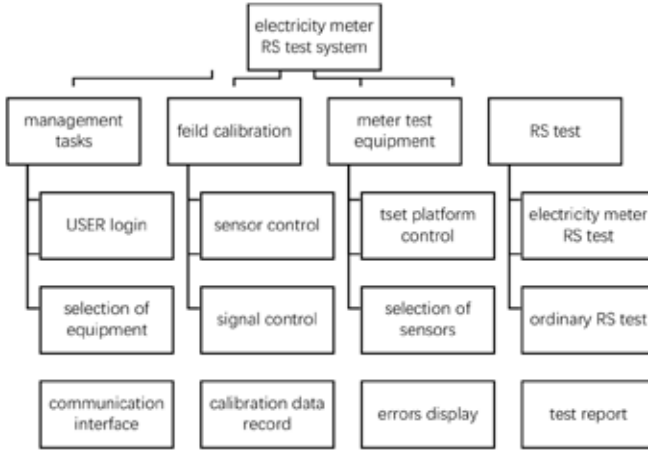 electricity meter
RS test system
management
tasks
feild calibration
meter test
equipment
RS test
USER login
sensor control
tset platform
control
electricity meter
RS test
selection of
equipment
signal control
selection of
sensors
ordinary RS test
communication
interface
calibration data
record
errors display
test report